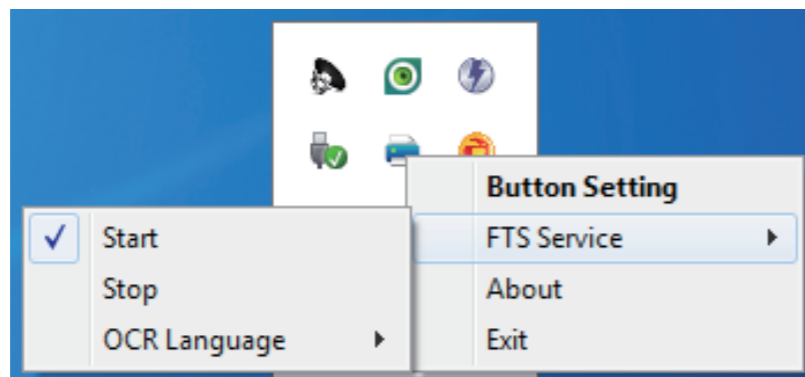 Button Setting
FTS Service
About
Exit
Start
Stop
OCR Language